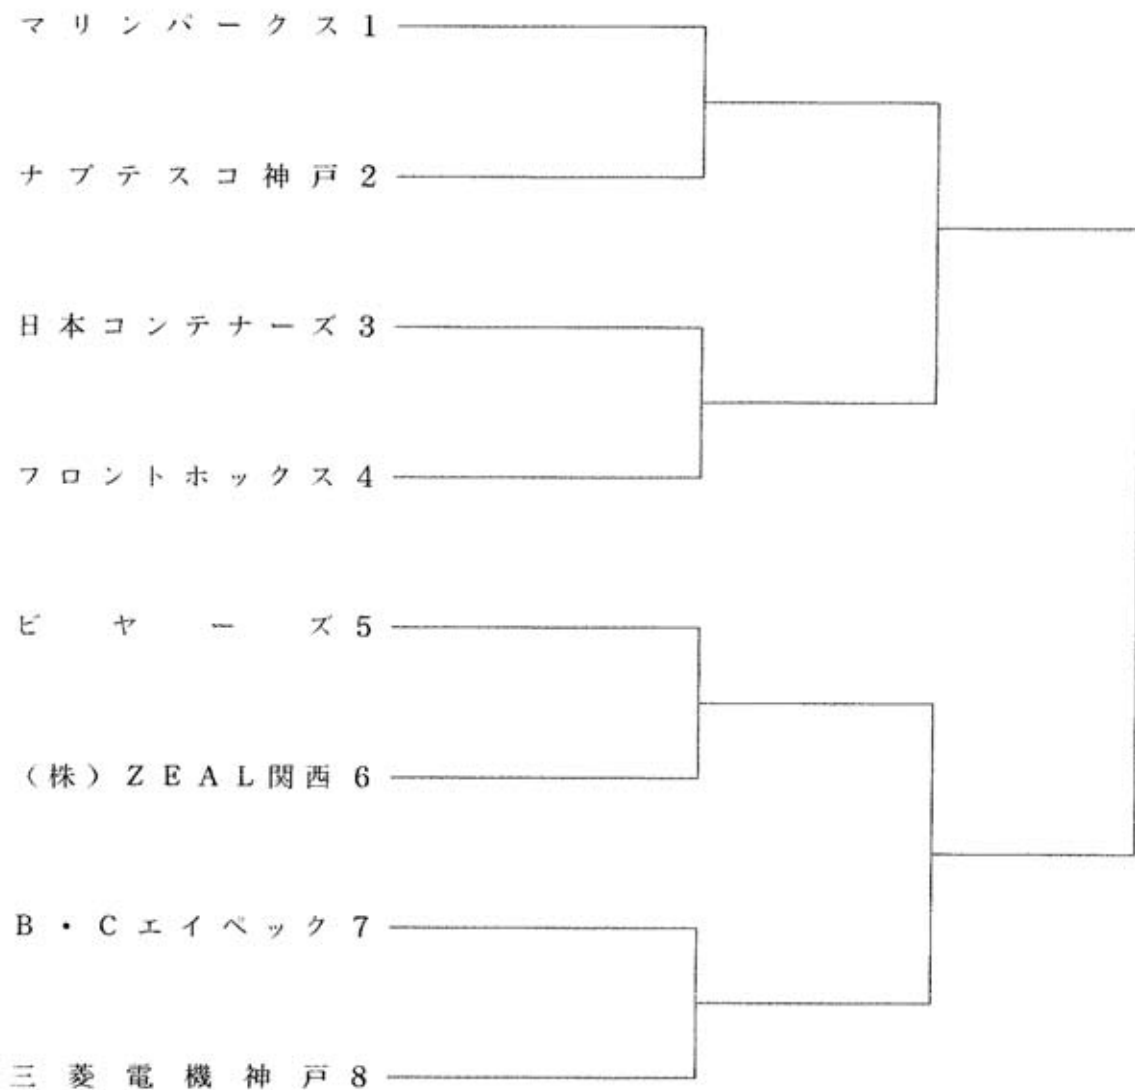 マリンパークス 1
ナブテスコ神戸 2
日本コンテナーズ 3
フロントホックス 4
ビヤーズ 5
（株）ZEAL関西 6
B・Cエイペック 7
三菱電機神戸 8